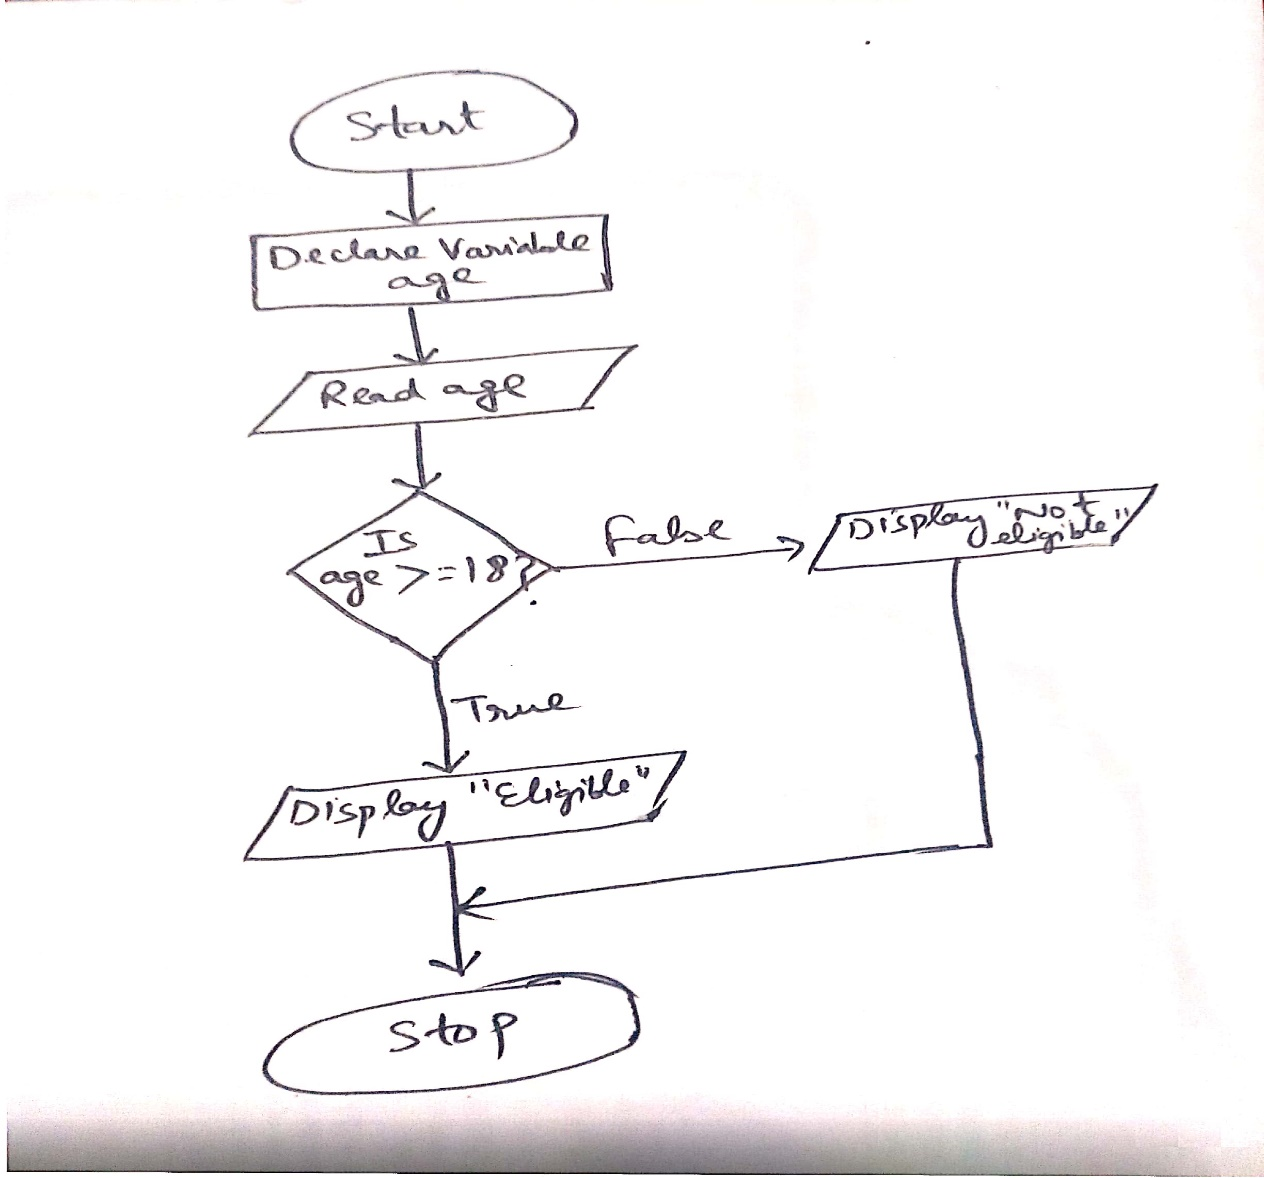 Start
Declare Variable
age
Read age
Is
age >=18?
False
Display "Not
eligible"
True
Display "Eligible"
Stop